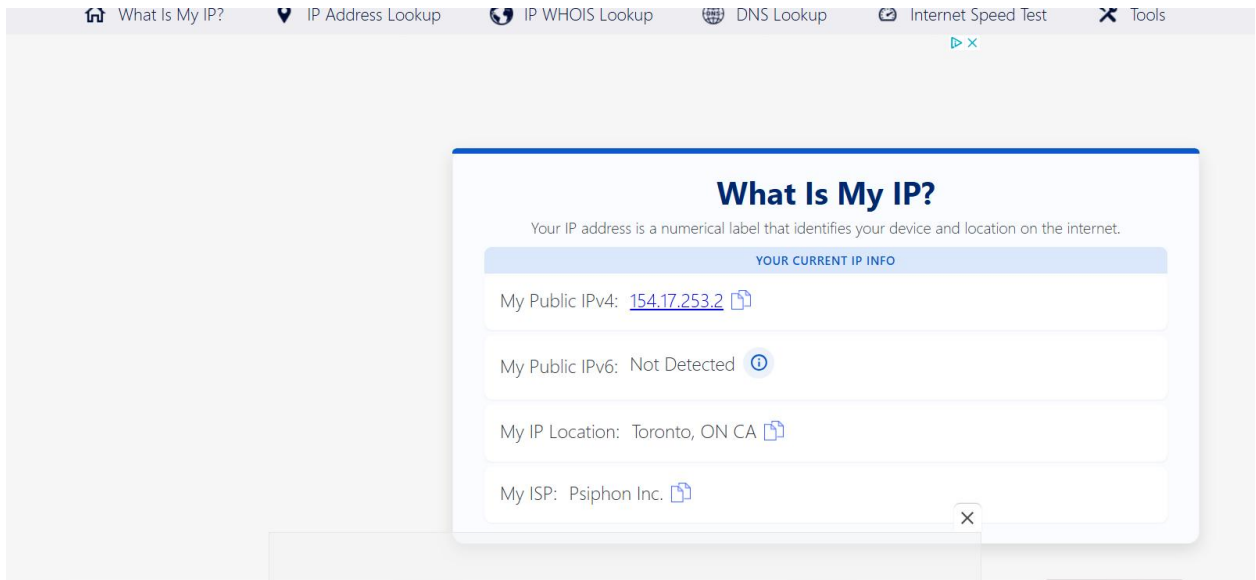 What Is My IP? IP Address Lookup IP WHOIS Lookup DNS Lookup Internet Speed Test Tools
What Is My IP?
Your IP address is a numerical label that identifies your device and location on the internet.
YOUR CURRENT IP INFO
My Public IPv4: 154.17.253.2
My Public IPv6: Not Detected
My IP Location: Toronto, ON CA
My ISP: Psiphon Inc.